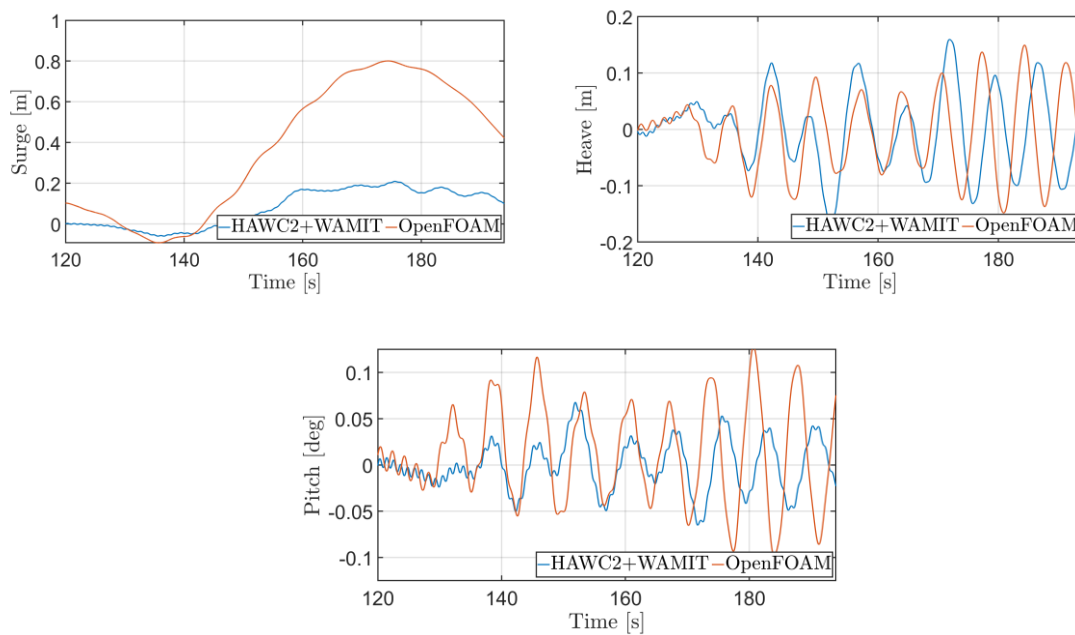 1
0.8
0.6
0.4
0.2
0
Surge [m]
HAWC2+WAMIT OpenFOAM
120 140 160 180
Time [s]
0.2
0.1
0
-0.1
-0.2
Heave [m]
HAWC2+WAMIT OpenFOAM
120 140 160 180
Time [s]
0.1
0.05
0
-0.05
-0.1
Pitch [deg]
HAWC2+WAMIT OpenFOAM
120 140 160 180
Time [s]